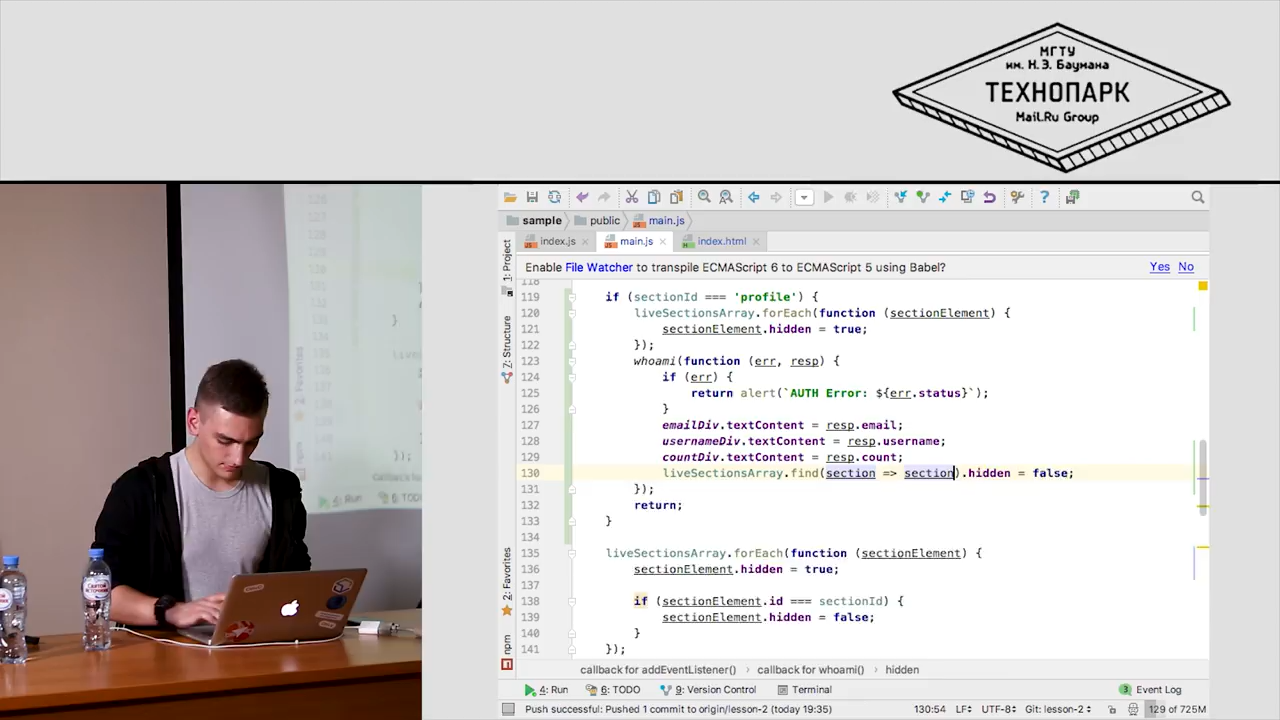 МГТУ
им. Н.Э. Баумана
ТЕХНОПАРК
Mail.Ru Group
sample public main.js
index.js main.js index.html
Enable File Watcher to transpile ECMAScript 6 to ECMAScript 5 using Babel? Yes No
1: Project
7: Structure
2: Favorites
npm
118
119 if (sectionId === 'profile') {
120 liveSectionsArray.forEach(function (sectionElement) {
121 sectionElement.hidden = true;
122 });
123 whoami(function (err, resp) {
124 if (err) {
125 return alert(`AUTH Error: ${err.status}`);
126 }
127 emailDiv.textContent = resp.email;
128 usernameDiv.textContent = resp.username;
129 countDiv.textContent = resp.count;
130 liveSectionsArray.find(section => section).hidden = false;
131 });
132 return;
133 }
134
135 liveSectionsArray.forEach(function (sectionElement) {
136 sectionElement.hidden = true;
137
138 if (sectionElement.id === sectionId) {
139 sectionElement.hidden = false;
140 }
141 });
callback for addEventListener() callback for whoami() hidden
4: Run 6: TODO 9: Version Control Terminal 3 Event Log
Push successful: Pushed 1 commit to origin/lesson-2 (today 19:35) 130:54 LF UTF-8 Git: lesson-2 129 of 725M